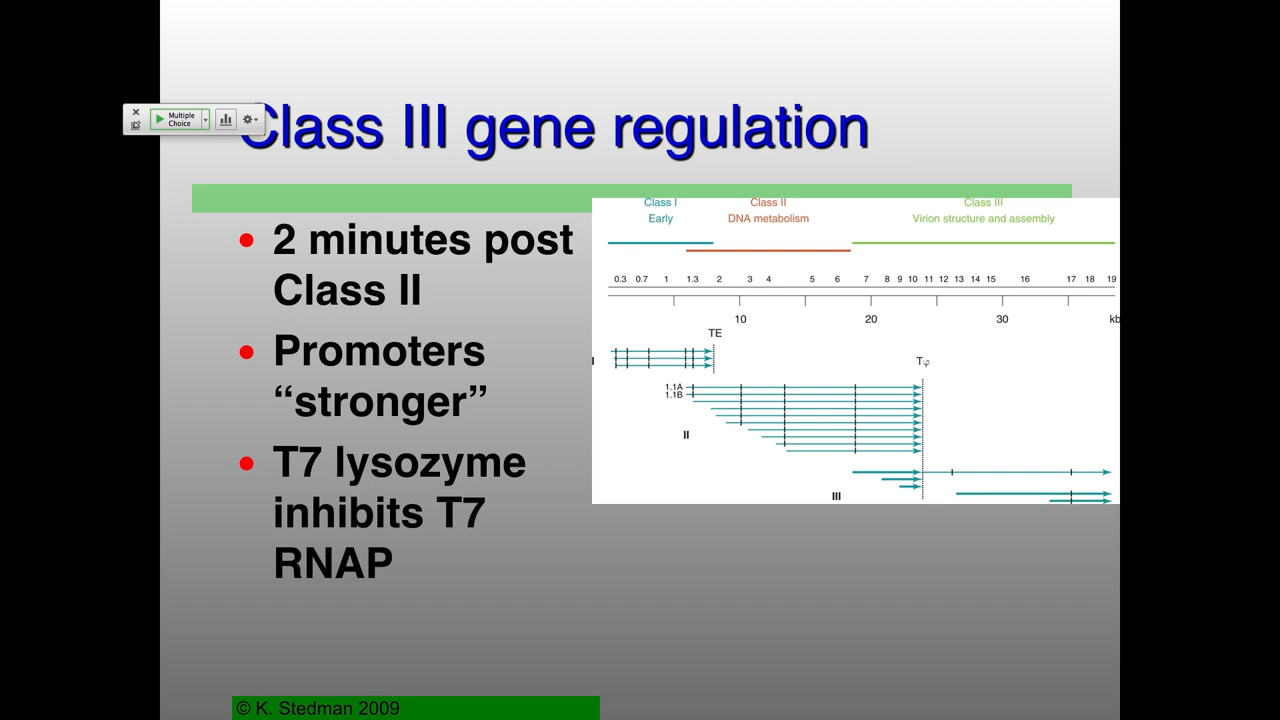 Multiple
Choice
Class III gene regulation
2 minutes post
Class II
Promoters
“stronger”
T7 lysozyme
inhibits T7
RNAP
Class I Class II Class III
Early DNA metabolism Virion structure and assembly
0.3 0.7 1 1.3 2 3 4 5 6 7 8 9 10 11 12 13 14 15 16 17 18 19
10 20 30 kb
TE
Tφ
I
1.1A
1.1B
II
III
© K. Stedman 2009